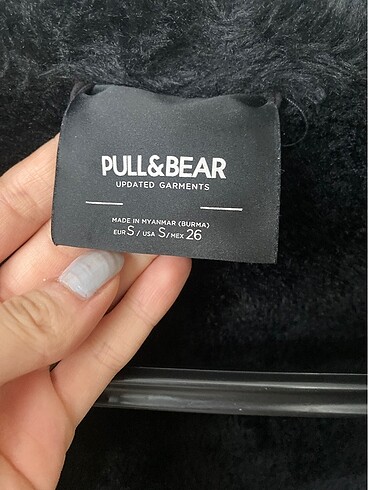 PULL&BEAR
UPDATED GARMENTS
MADE IN MYANMAR (BURMA)
EUR S / USA S / MEX 26